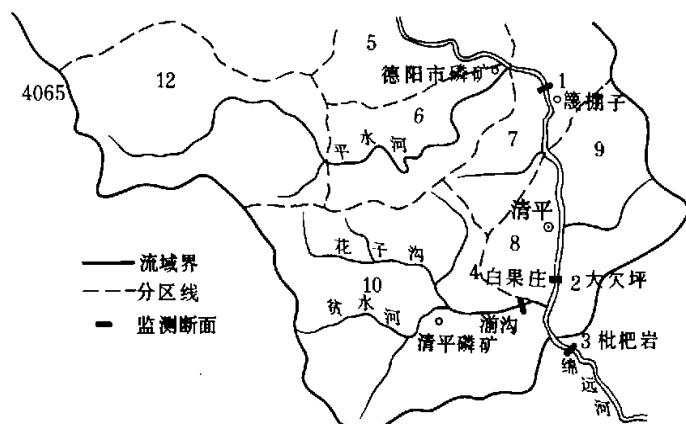 5
12
德阳市磷矿
1
4065
篾棚子
6
平水河
7
9
清平
花子沟
8
流域界
4
白果庄
2 大欠坪
分区线
10
贫水河
湔沟
监测断面
清平磷矿
3 枇杷岩
绵远河